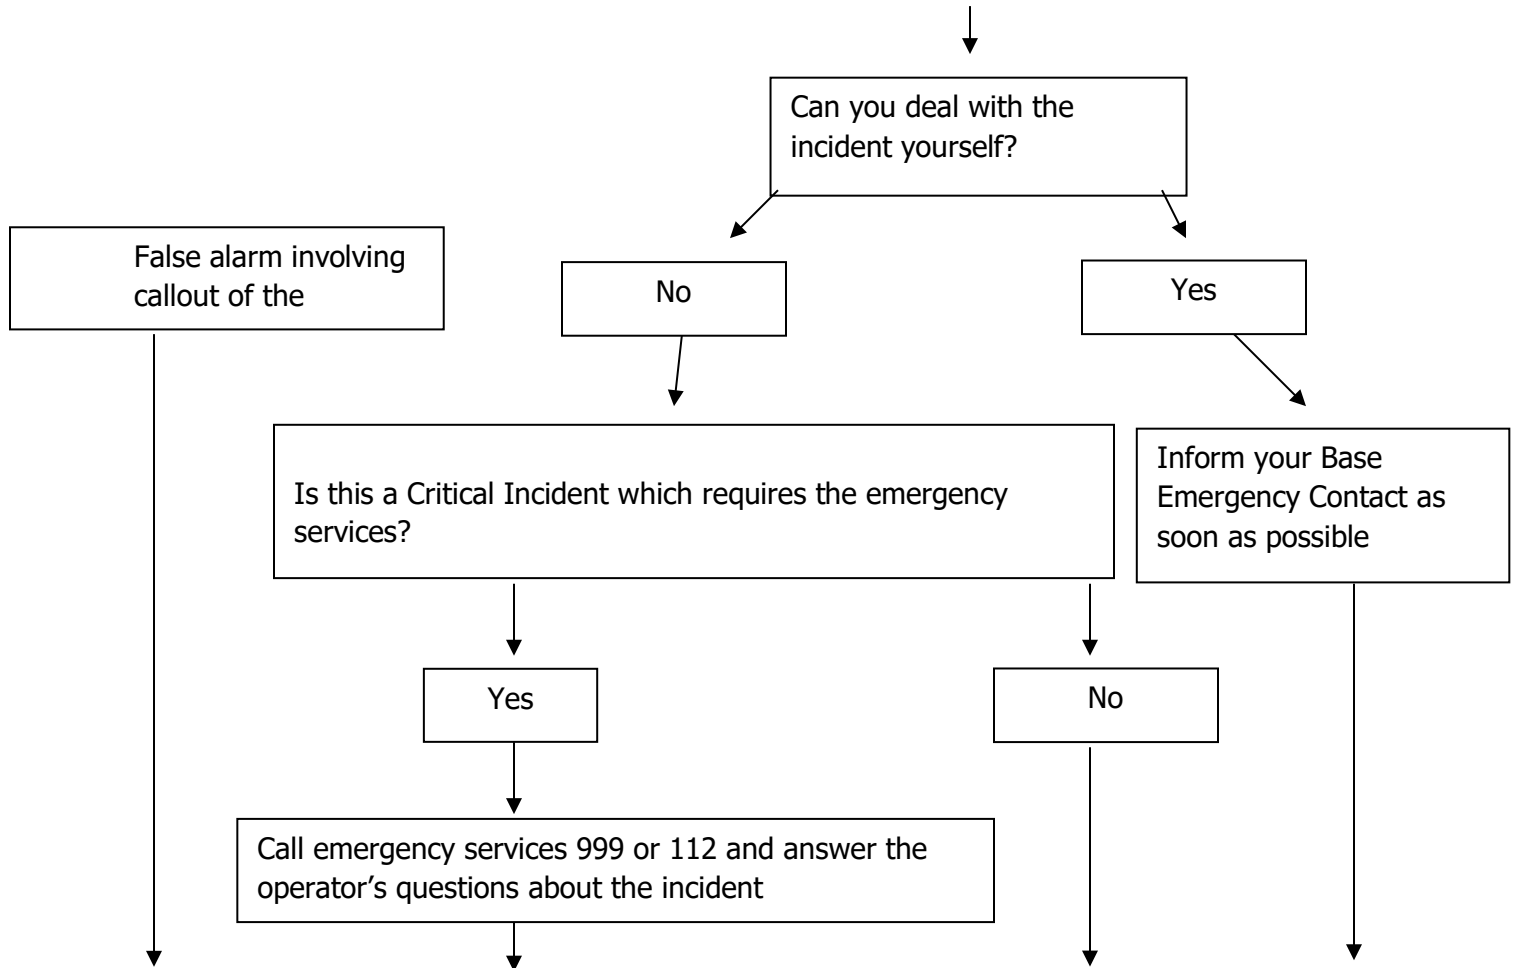 Can you deal with the
incident yourself?
False alarm involving
callout of the
No
Yes
Is this a Critical Incident which requires the emergency
services?
Inform your Base
Emergency Contact as
soon as possible
Yes
No
Call emergency services 999 or 112 and answer the
operator’s questions about the incident